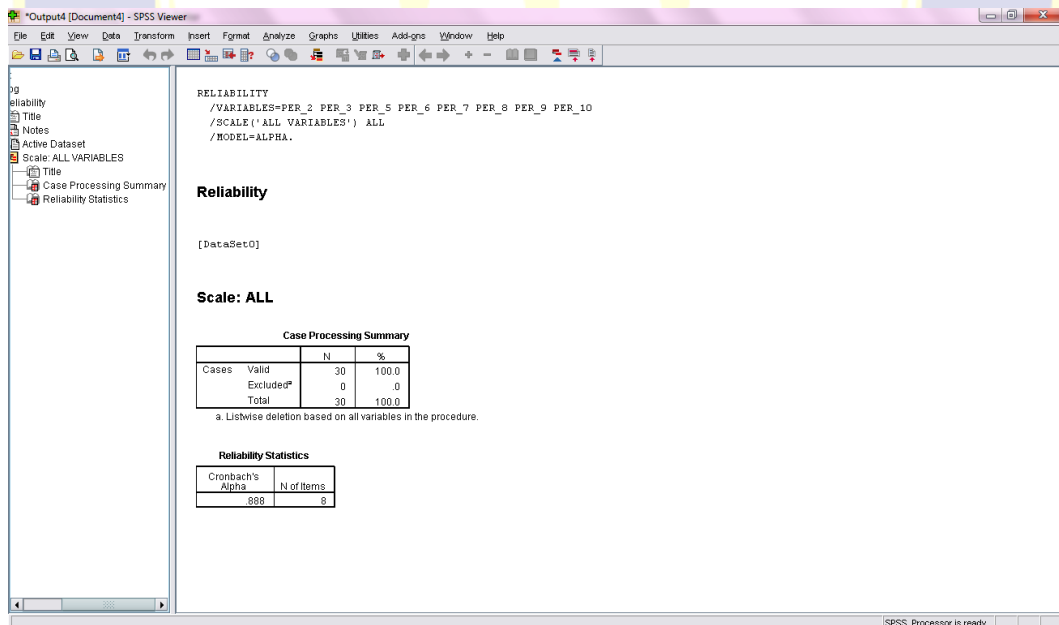 *Output4 [Document4] - SPSS Viewer
File Edit View Data Transform Insert Format Analyze Graphs Utilities Add-ons Window Help
og
eliability
Title
Notes
Active Dataset
Scale: ALL VARIABLES
Title
Case Processing Summary
Reliability Statistics
RELIABILITY
/VARIABLES=PER_2 PER_3 PER_5 PER_6 PER_7 PER_8 PER_9 PER_10
/SCALE('ALL VARIABLES') ALL
/MODEL=ALPHA.
Reliability
[DataSet0]
Scale: ALL
Case Processing Summary
N %
Cases Valid 30 100.0
Excludedª 0 .0
Total 30 100.0
a. Listwise deletion based on all variables in the procedure.
Reliability Statistics
Cronbach's
Alpha N of Items
.888 8
SPSS Processor is ready